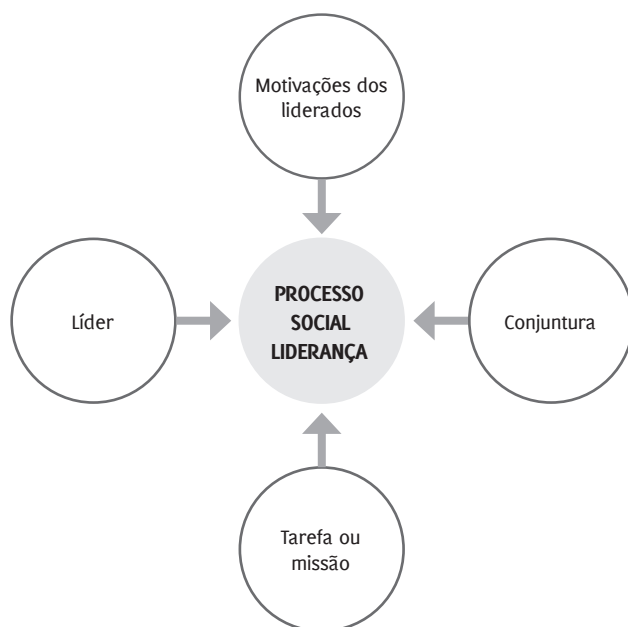 Motivações dos
liderados
Líder
PROCESSO
SOCIAL
LIDERANÇA
Conjuntura
Tarefa ou
missão